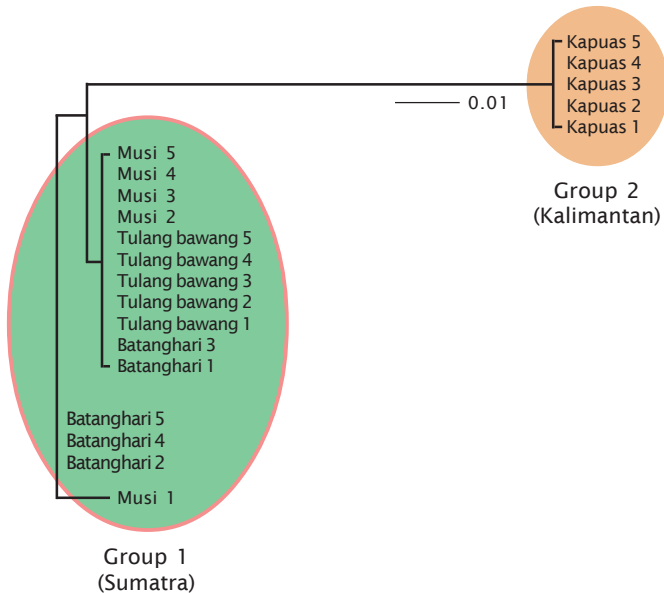 Kapuas 5
Kapuas 4
Kapuas 3
Kapuas 2
Kapuas 1
0.01
Group 2
(Kalimantan)
Musi 5
Musi 4
Musi 3
Musi 2
Tulang bawang 5
Tulang bawang 4
Tulang bawang 3
Tulang bawang 2
Tulang bawang 1
Batanghari 3
Batanghari 1
Batanghari 5
Batanghari 4
Batanghari 2
Musi 1
Group 1
(Sumatra)